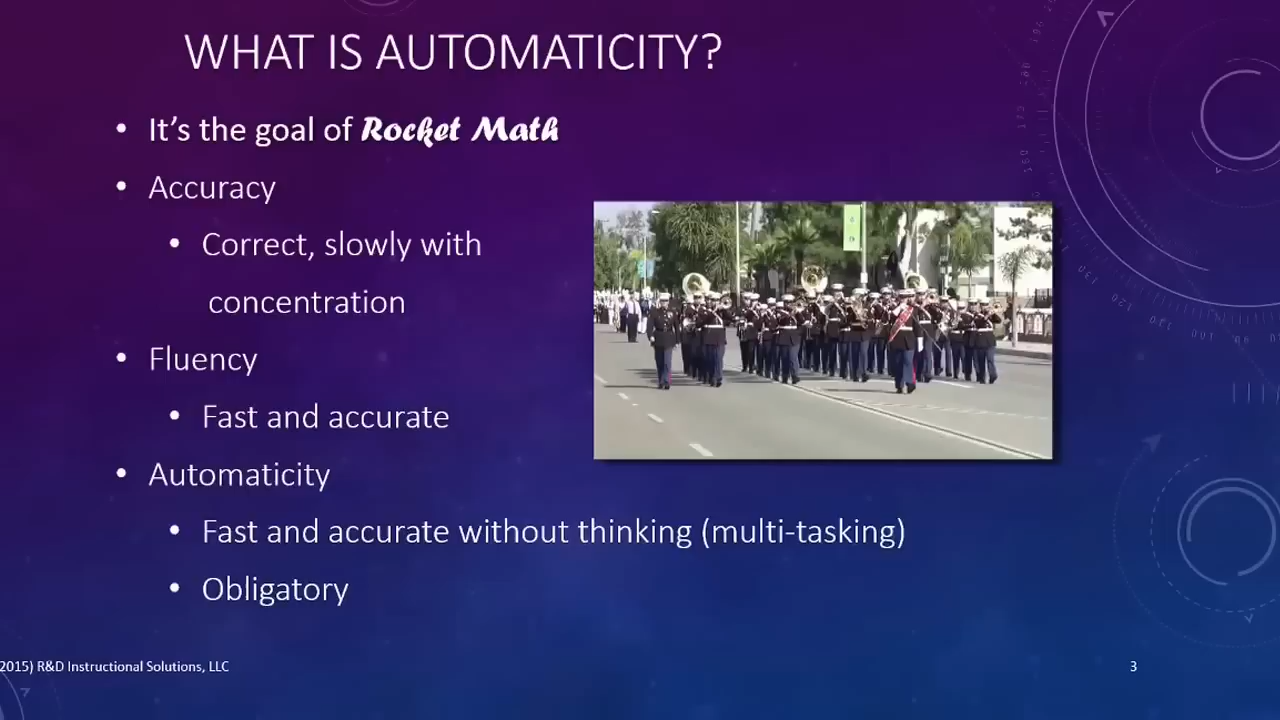 WHAT IS AUTOMATICITY?
• It's the goal of Rocket Math
• Accuracy
• Correct, slowly with
concentration
• Fluency
• Fast and accurate
• Automaticity
• Fast and accurate without thinking (multi-tasking)
• Obligatory
2015) R&D Instructional Solutions, LLC
3